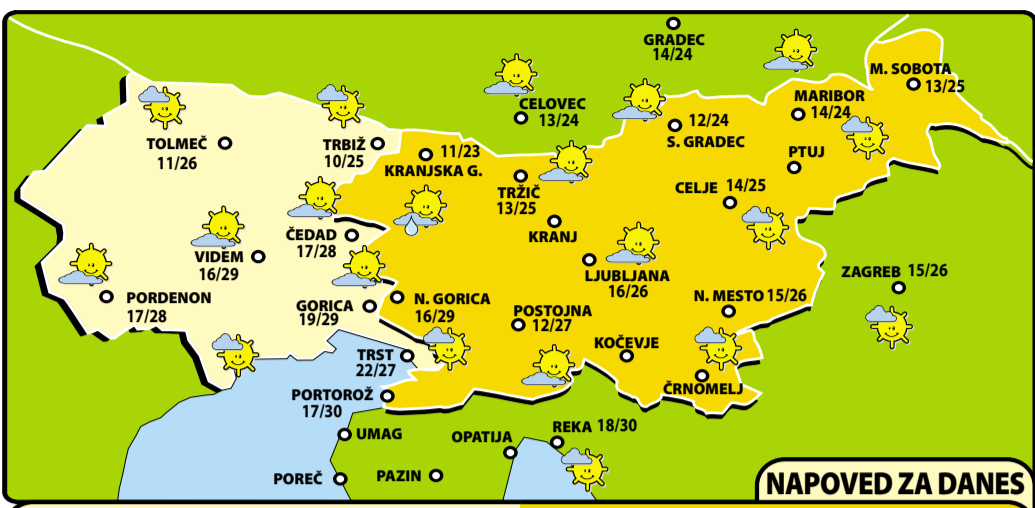 GRADEC
14/24
M. SOBOTA
13/25
MARIBOR
14/24
CELOVEC
13/24
12/24
S. GRADEC
TOLMEČ
11/26
TRBIŽ
10/25
11/23
KRANJSKA G.
PTUJ
TRŽIČ
13/25
CELJE 14/25
KRANJ
ČEDAD
17/28
VIDEM
16/29
LJUBLJANA
16/26
ZAGREB 15/26
PORDENON
17/28
GORICA
19/29
N. GORICA
16/29
POSTOJNA
12/27
N. MESTO 15/26
KOČEVJE
TRST
22/27
ČRNOMELJ
PORTOROŽ
17/30
UMAG
OPATIJA
REKA 18/30
POREČ
PAZIN
NAPOVED ZA DANES